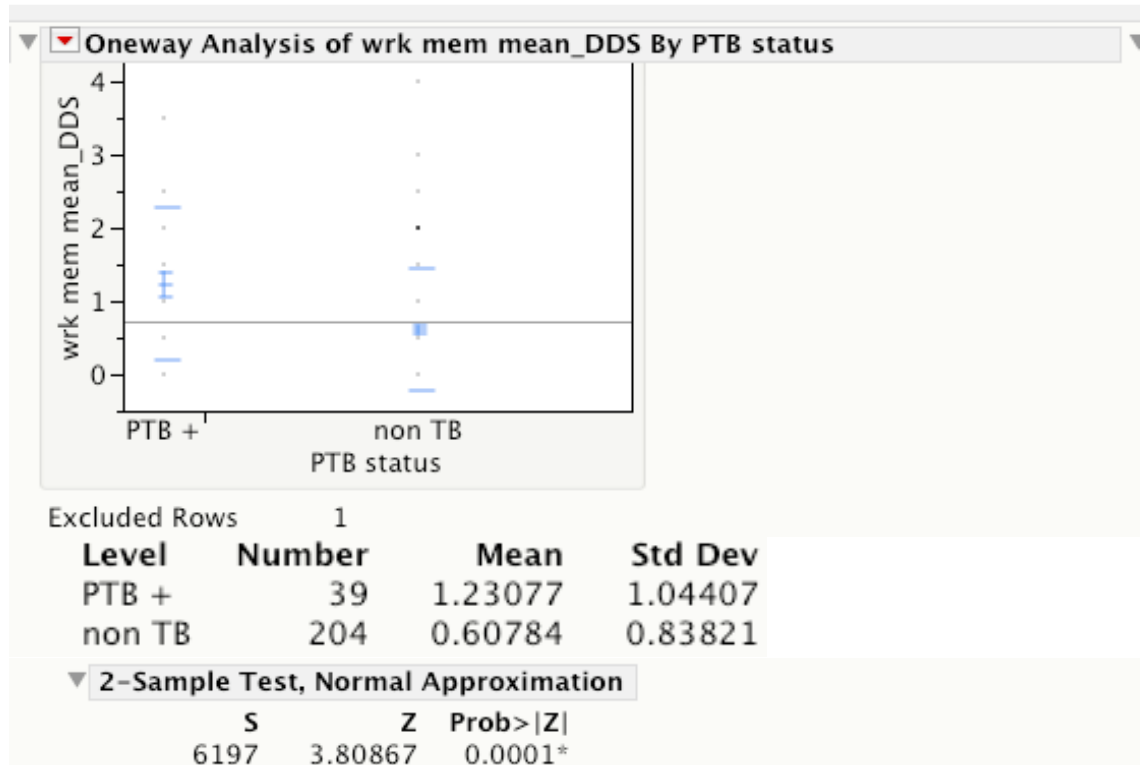 Oneway Analysis of wrk mem mean_DDS By PTB status
4
3
2
1
0
wrk mem mean_DDS
PTB + non TB
PTB status
Excluded Rows 1
Level Number Mean Std Dev
PTB + 39 1.23077 1.04407
non TB 204 0.60784 0.83821
2-Sample Test, Normal Approximation
S Z Prob>|Z|
6197 3.80867 0.0001*